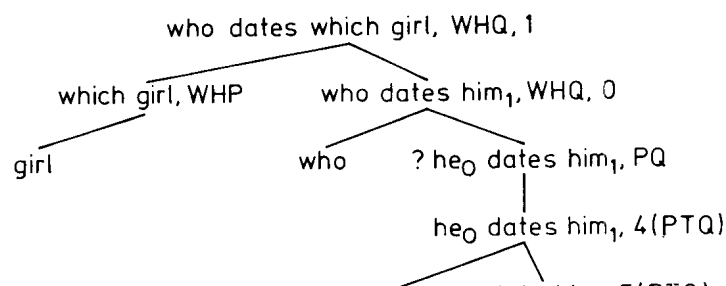 who dates which girl, WHQ, 1
which girl, WHP who dates him₁, WHQ, 0
girl who ? he₀ dates him₁, PQ
he₀ dates him₁, 4(PTQ)